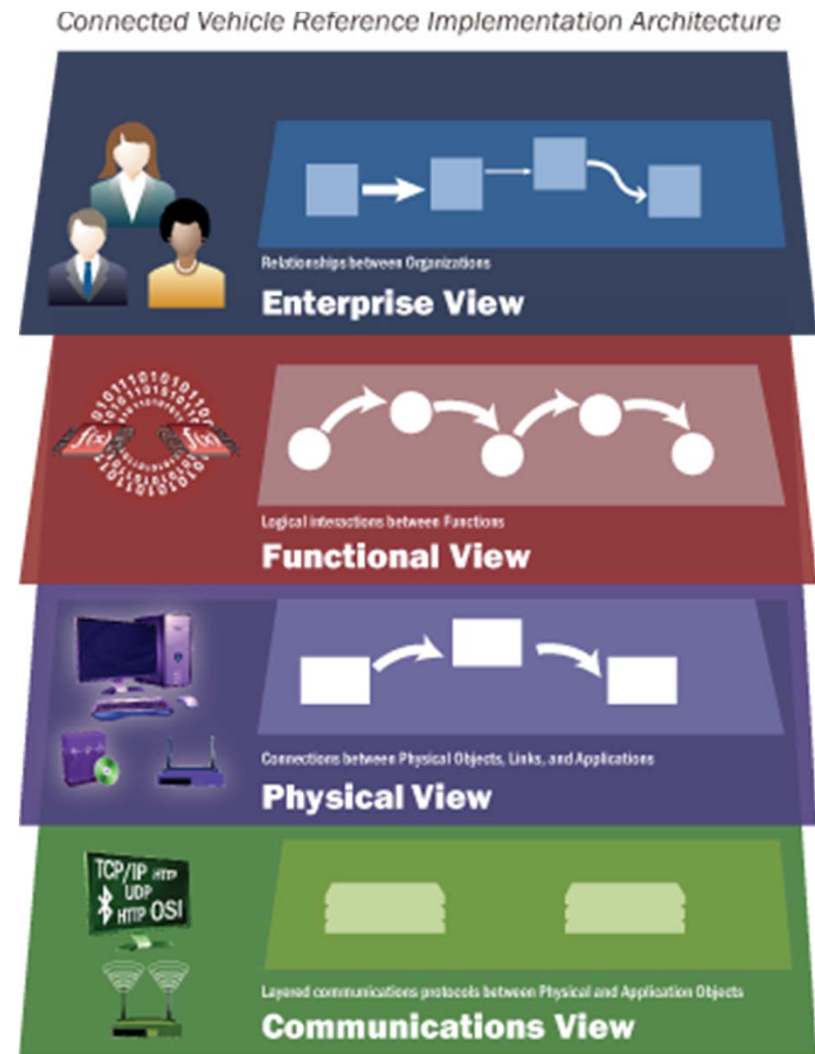 Connected Vehicle Reference Implementation Architecture
Relationships between Organizations
Enterprise View
f(x) f(x)
Logical interactions between Functions
Functional View
Connections between Physical Objects, Links, and Applications
Physical View
TCP/IP HTTP
UDP
HTTP OSI
Layered communications protocols between Physical and Application Objects
Communications View